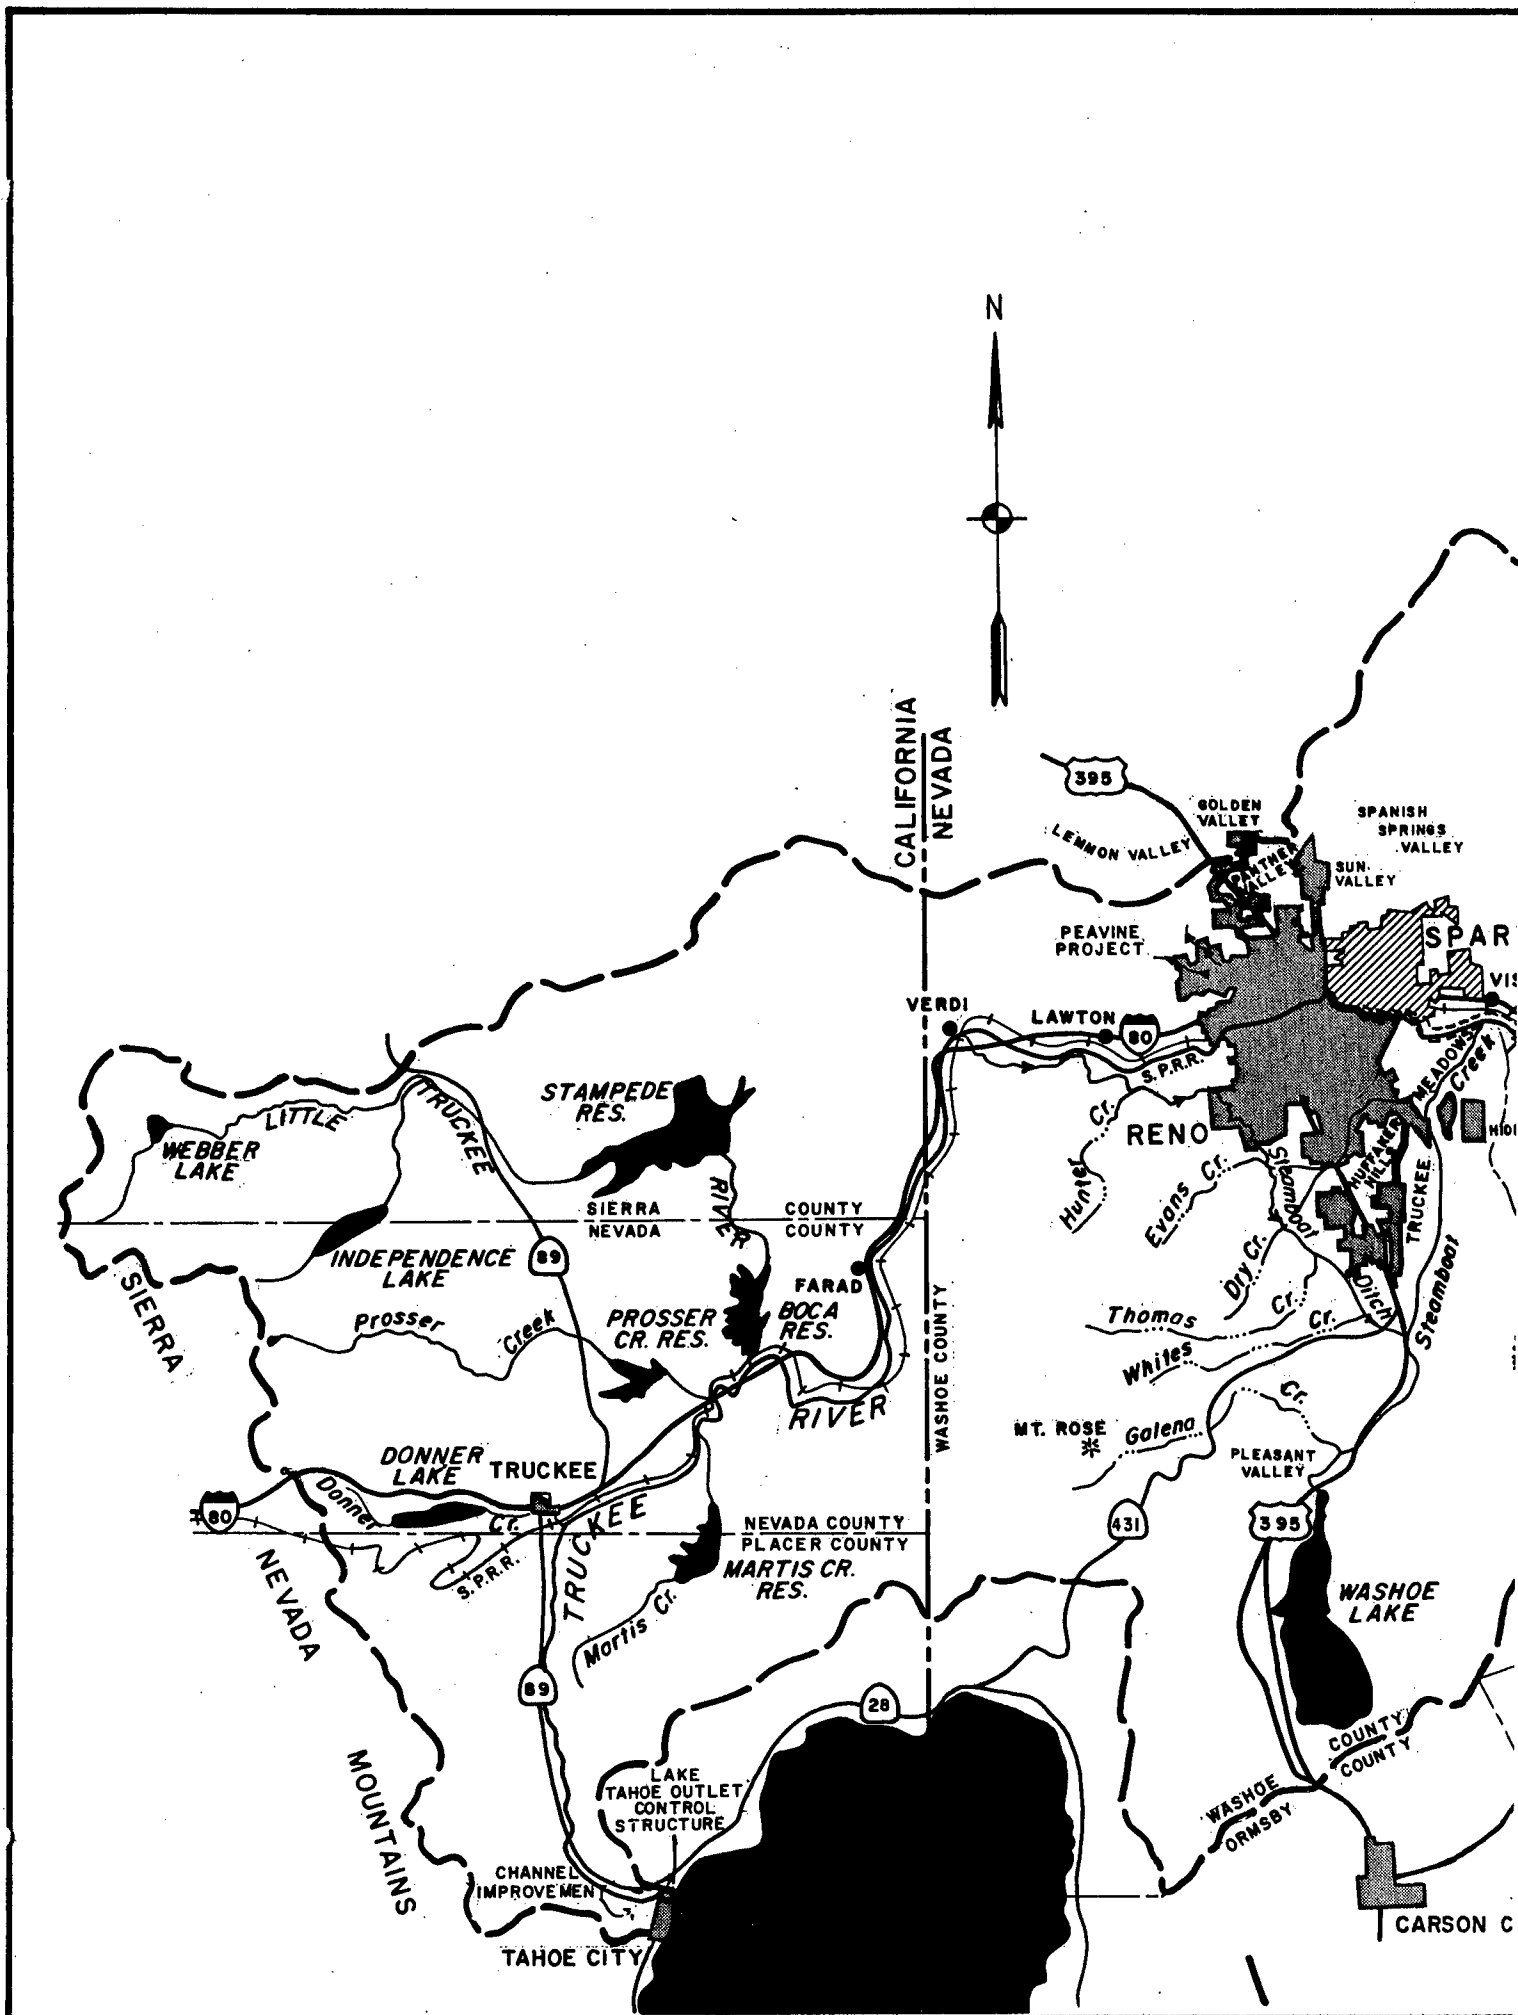 N
CALIFORNIA
NEVADA
395
GOLDEN
VALLEY
LEMMON VALLEY
PANTHER
VALLEY
SPANISH
SPRINGS
VALLEY
SUN
VALLEY
PEAVINE
PROJECT
SPAR
VIS
VERDI
LAWTON
80
S.P.R.R.
MEADOWS
Creek
STAMPEDE
RES.
LITTLE
TRUCKEE
RIVER
WEBBER
LAKE
Hunter Cr.
RENO
HUFFAKER
HILLS
HIDD
Evans Cr.
Steamboat
Ditch
TRUCKEE
SIERRA COUNTY
NEVADA COUNTY
89
INDEPENDENCE
LAKE
FARAD
Dry Cr.
Steamboat
SIERRA
Prosser Creek
PROSSER
CR. RES.
BOCA
RES.
WASHOE COUNTY
Thomas Cr.
Whites Cr.
RIVER
MT. ROSE
Galena Cr.
DONNER
LAKE
TRUCKEE
PLEASANT
VALLEY
80
Donner Cr.
S.P.R.R.
TRUCKEE
NEVADA COUNTY
PLACER COUNTY
431
395
MARTIS CR.
RES.
NEVADA
Martis Cr.
WASHOE
LAKE
89
28
MOUNTAINS
LAKE
TAHOE OUTLET
CONTROL
STRUCTURE
WASHOE COUNTY
ORMSBY COUNTY
CHANNEL
IMPROVEMENT
TAHOE CITY
CARSON C